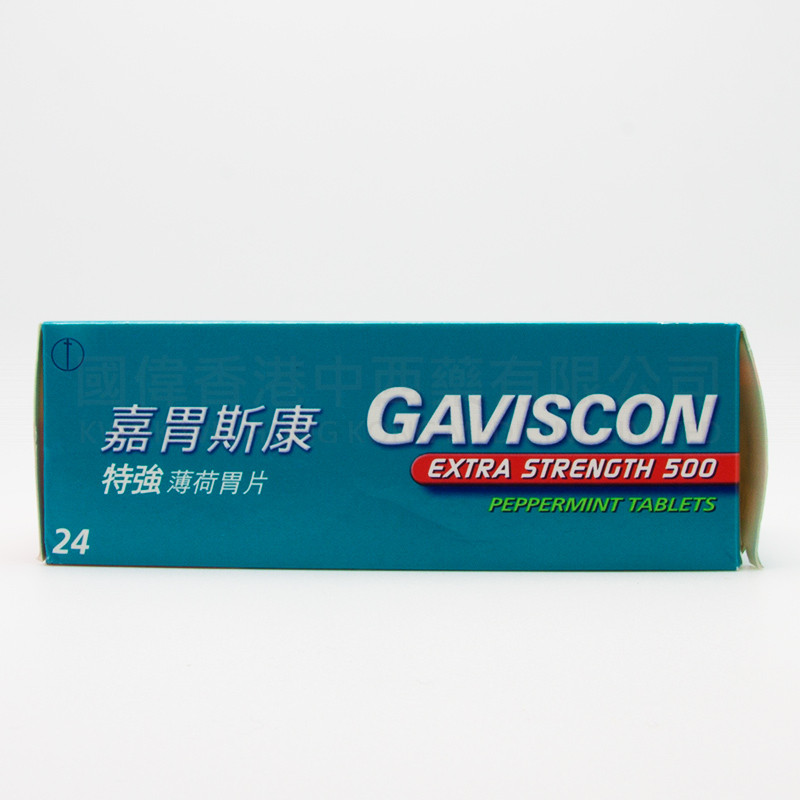 國偉香港中西藥有限公司
嘉胃斯康
特強 薄荷胃片
24
GAVISCON
EXTRA STRENGTH 500
PEPPERMINT TABLETS